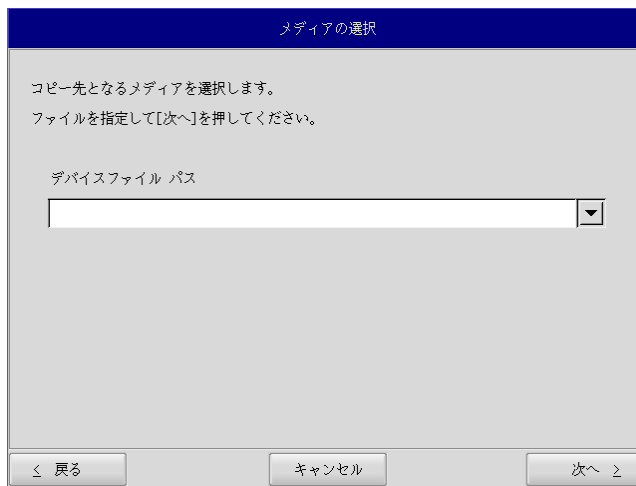 メディアの選択
コピー先となるメディアを選択します。
ファイルを指定して[次へ]を押してください。
デバイスファイル パス
< 戻る
キャンセル
次へ >